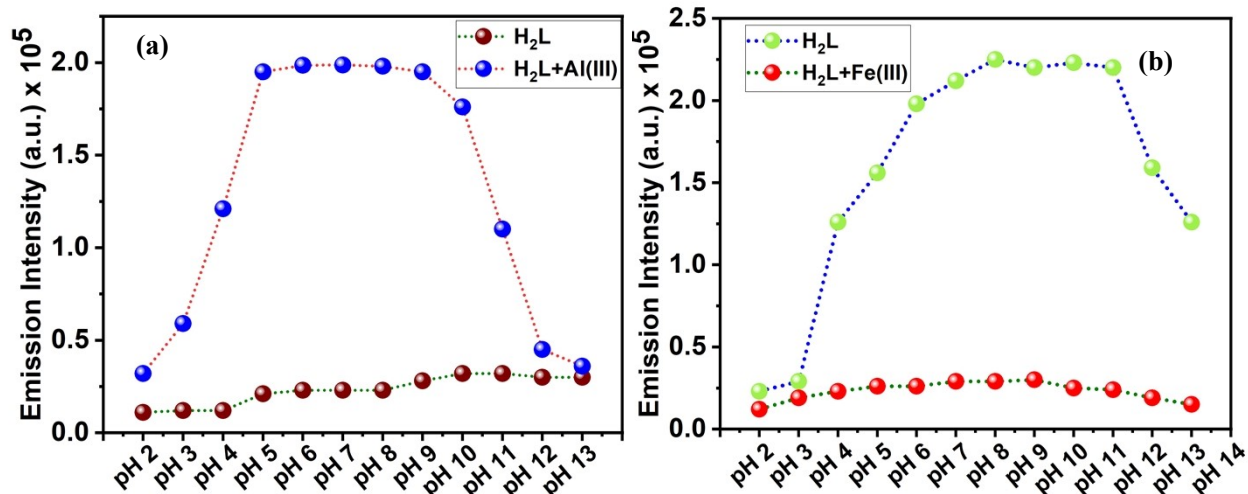 (a)
H₂L
H₂L+Al(III)
Emission Intensity (a.u.) x 10⁵
2.0
1.5
1.0
0.5
0.0
pH 2 pH 3 pH 4 pH 5 pH 6 pH 7 pH 8 pH 9 pH 10 pH 11 pH 12 pH 13
(b)
H₂L
H₂L+Fe(III)
Emission Intensity (a.u.) x 10⁵
2.5
2.0
1.5
1.0
0.5
0.0
pH 2 pH 3 pH 4 pH 5 pH 6 pH 7 pH 8 pH 9 pH 10 pH 11 pH 12 pH 13 pH 14